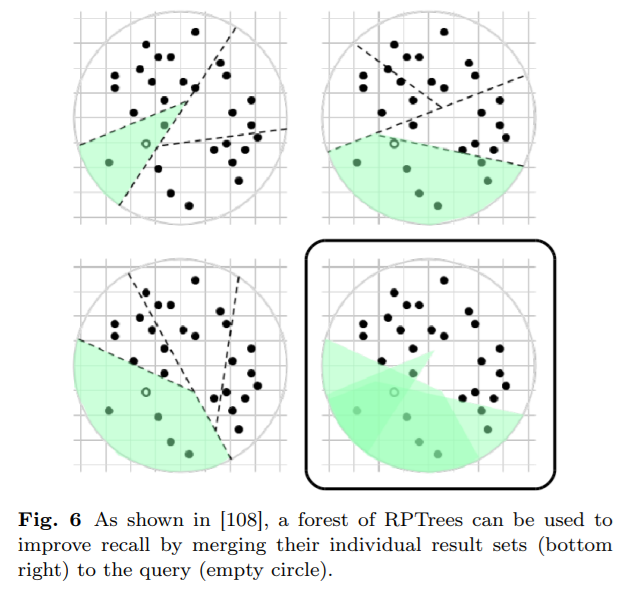 Fig. 6 As shown in [108], a forest of RPTrees can be used to
improve recall by merging their individual result sets (bottom
right) to the query (empty circle).